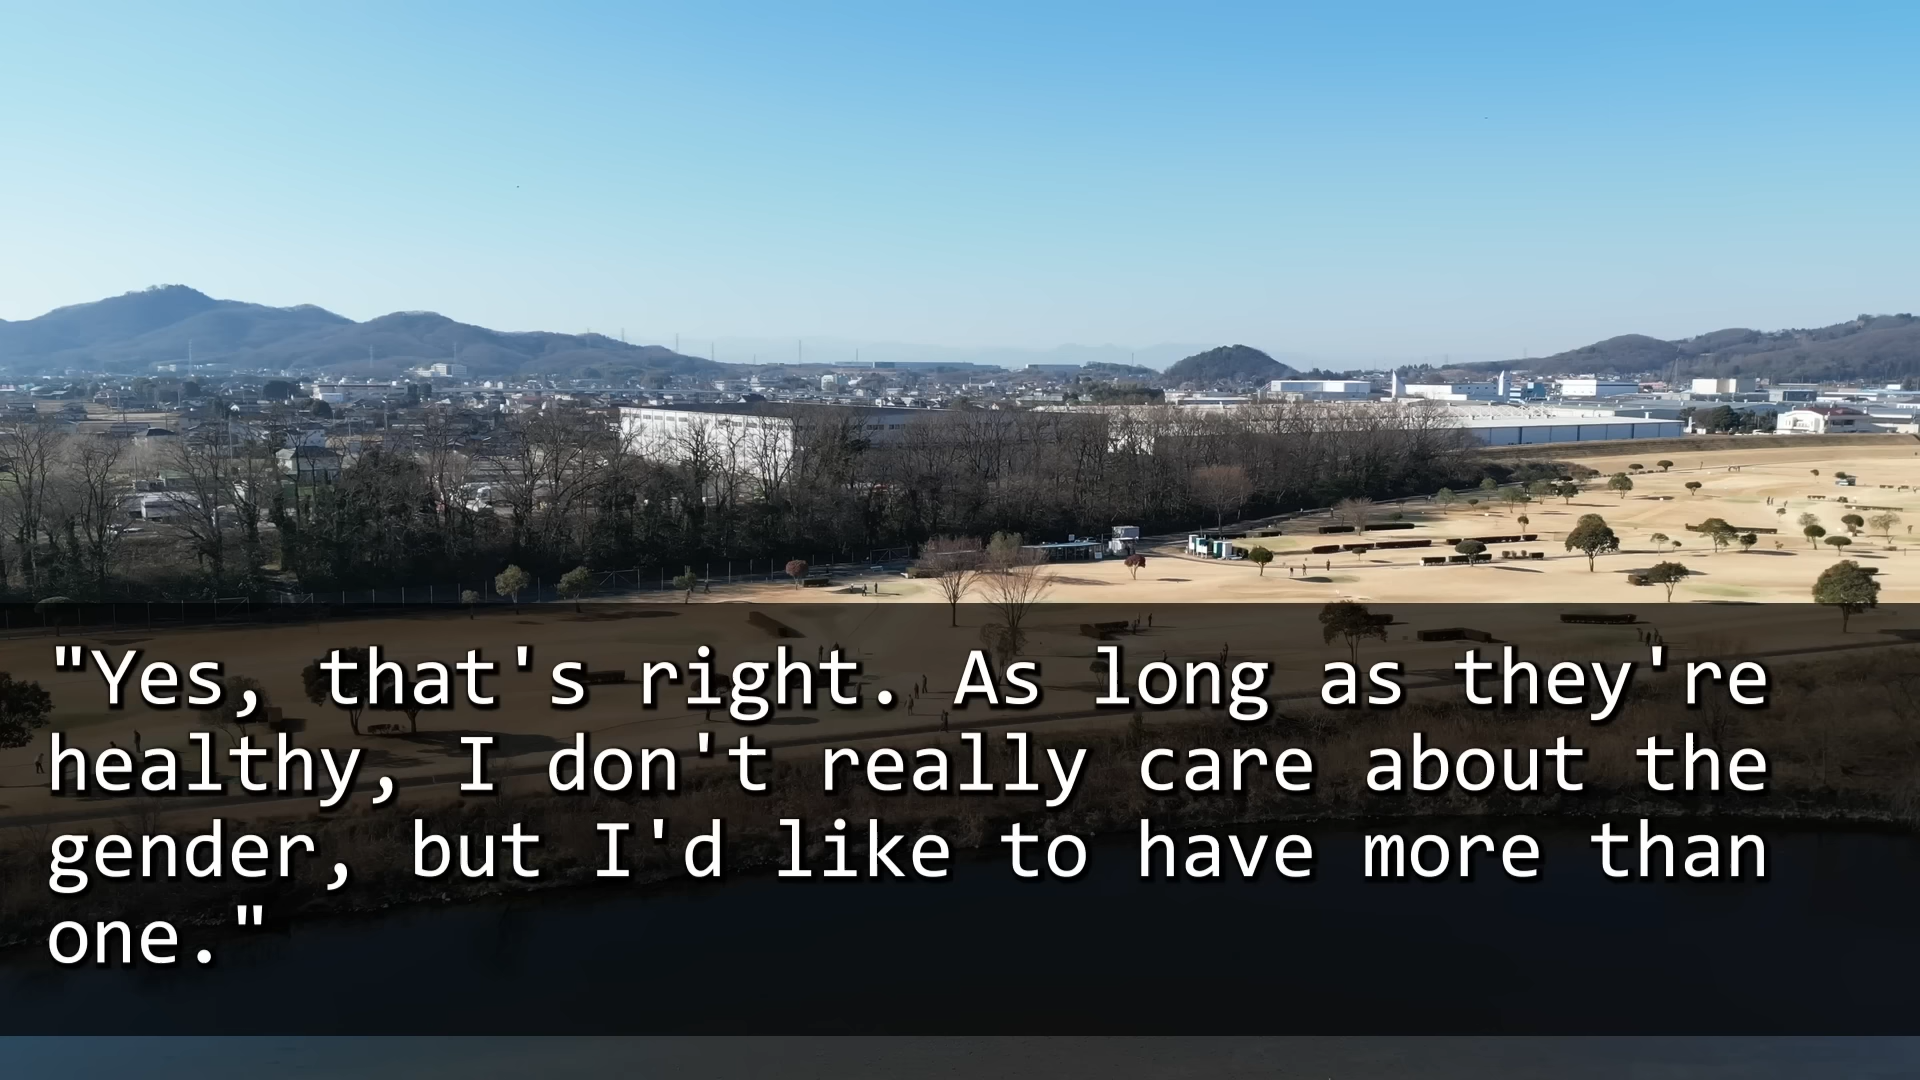 "Yes, that's right. As long as they're
healthy, I don't really care about the
gender, but I'd like to have more than
one."